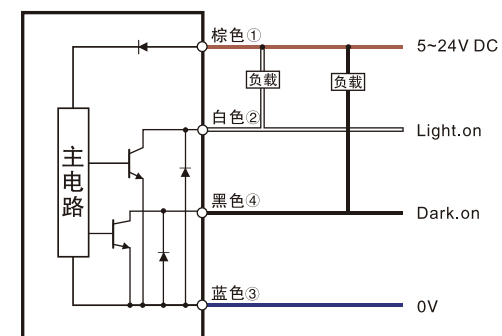 棕色①
5~24V DC
负载
负载
白色②
Light.on
主电路
黑色④
Dark.on
蓝色③
0V